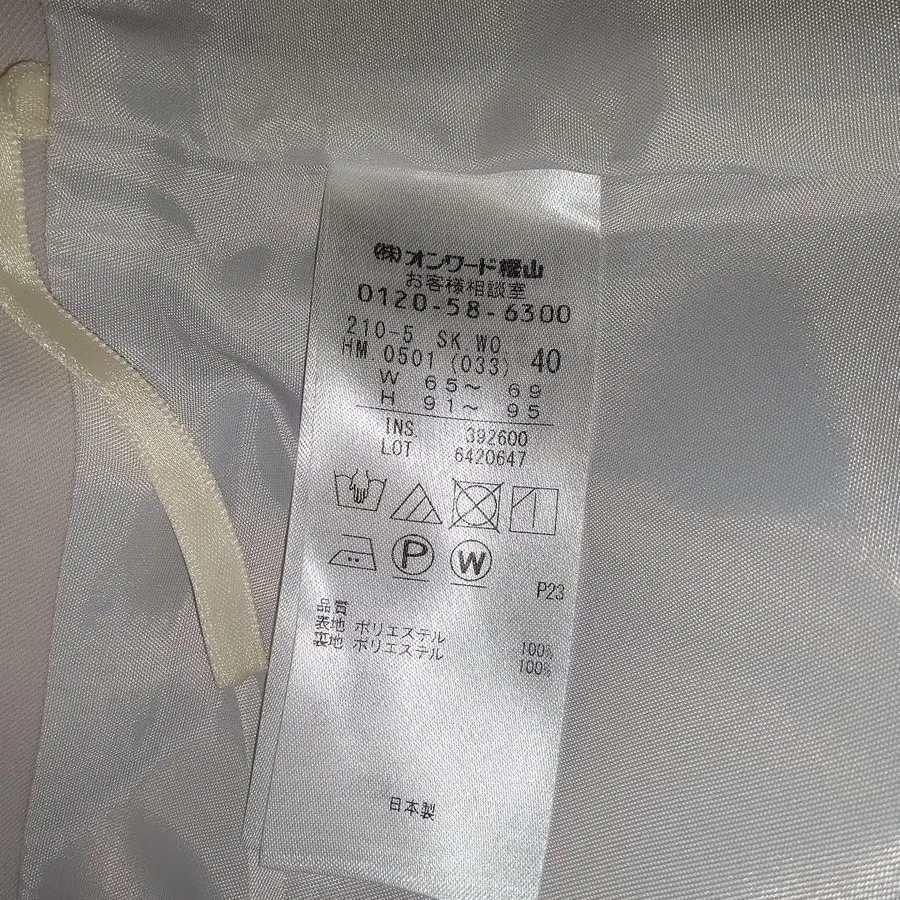 ㈱オンワード樫山
お客様相談室
0120-58-6300
210-5 SK WO 40
HM 0501 (033)
W 65～ 69
H 91～ 95
INS. 392600
LOT 6420647
P
W
P23
品質
表地 ポリエステル 100%
裏地 ポリエステル 100%
日本製